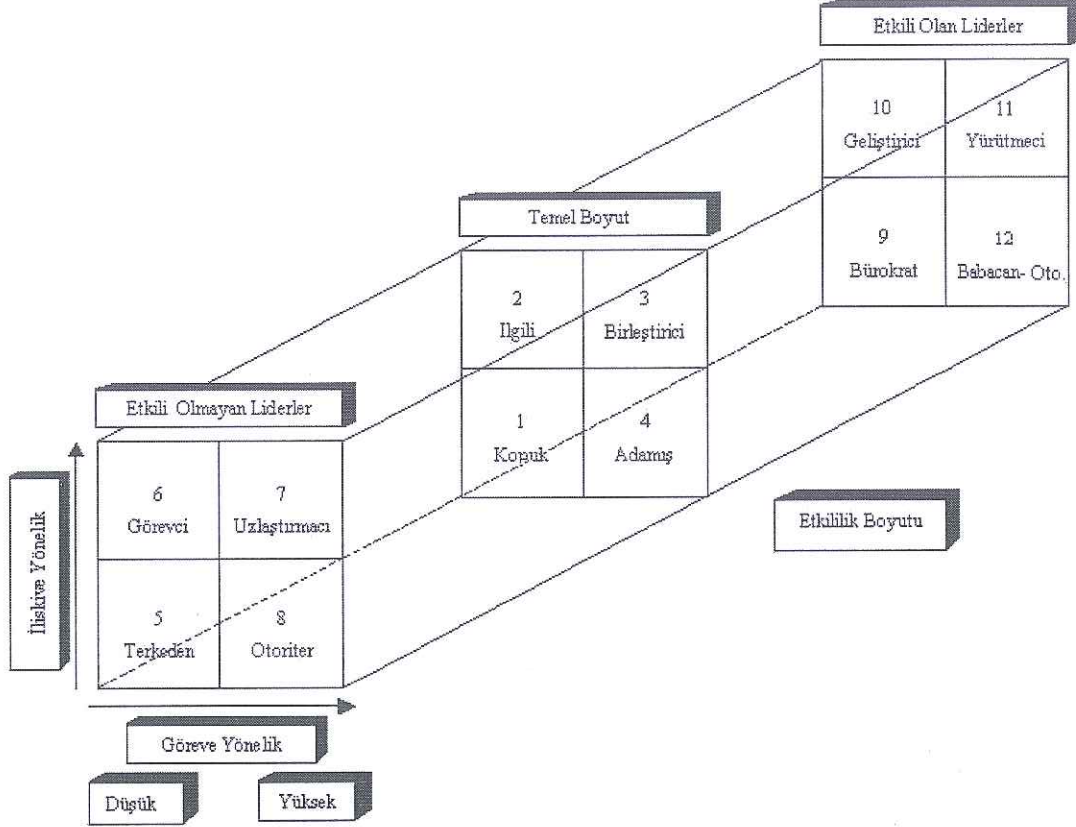 Etkili Olan Liderler
10
Geliştirici
11
Yürütmeci
9
Bürokrat
12
Babacan- Oto.
Temel Boyut
2
Ilgili
3
Birleştirici
1
Kopuk
4
Adamış
Etkili Olmayan Liderler
6
Görevci
7
Uzlaştırmacı
5
Terkeden
8
Otoriter
Etkililik Boyutu
İliskive Yönelik
Göreve Yönelik
Düşük
Yüksek